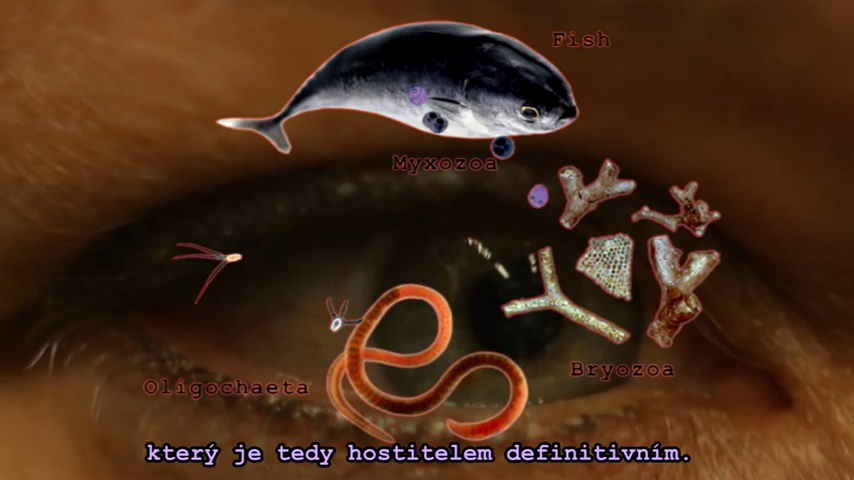 Fish
Myxozoa
Bryozoa
Oligochaeta
který je tedy hostitelem definitivním.